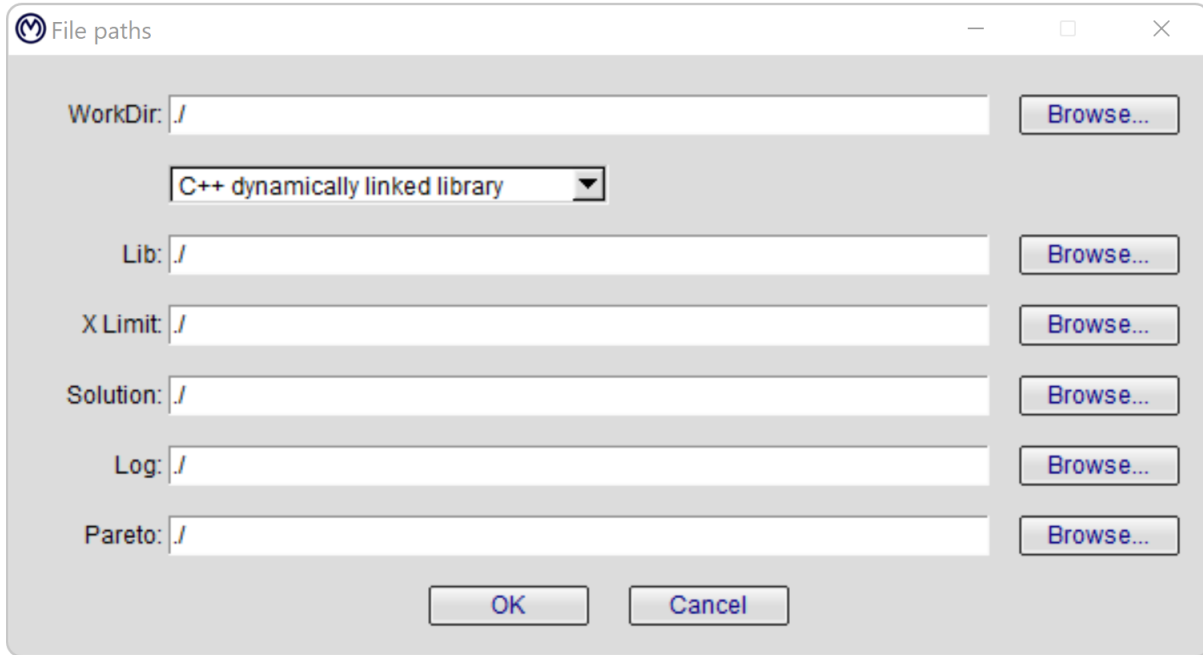 File paths
WorkDir: ./ Browse...
C++ dynamically linked library
Lib: ./ Browse...
X Limit: ./ Browse...
Solution: ./ Browse...
Log: ./ Browse...
Pareto: ./ Browse...
OK Cancel